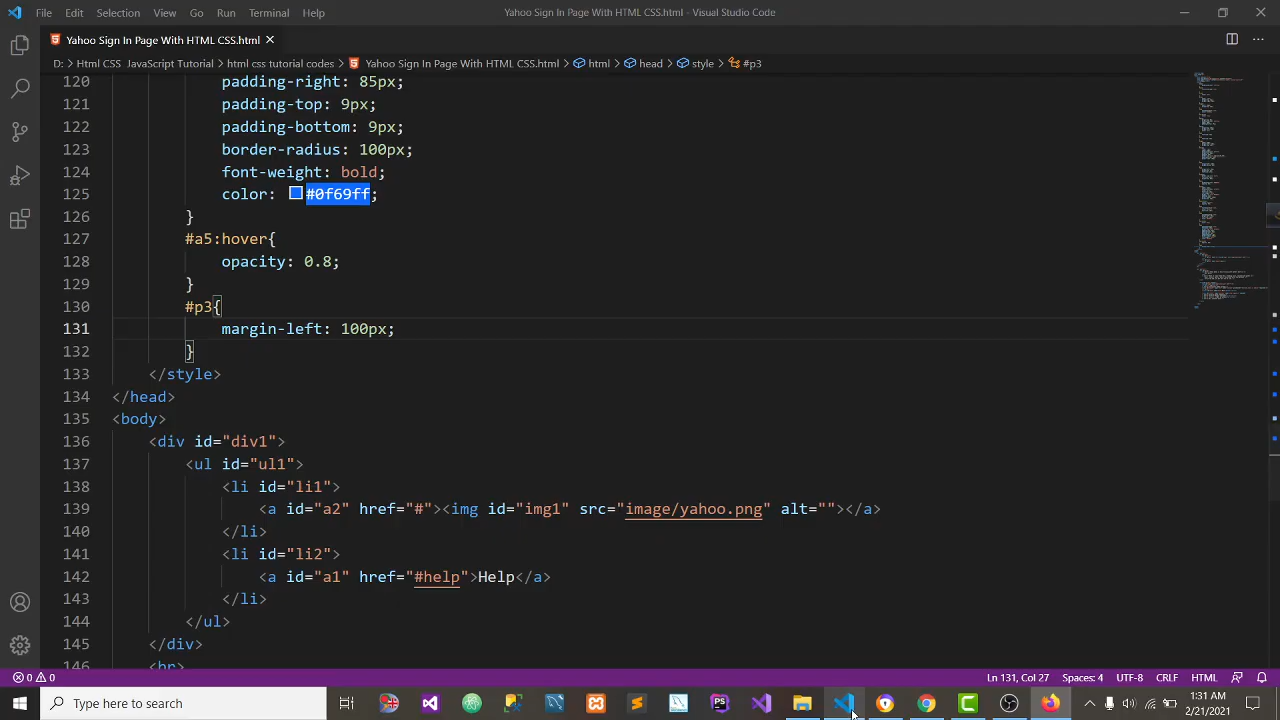 File Edit Selection View Go Run Terminal Help Yahoo Sign In Page With HTML CSS.html - Visual Studio Code
Yahoo Sign In Page With HTML CSS.html
D: > Html CSS JavaScript Tutorial > html css tutorial codes > Yahoo Sign In Page With HTML CSS.html > html > head > style > #p3
120 padding-right: 85px;
121 padding-top: 9px;
122 padding-bottom: 9px;
123 border-radius: 100px;
124 font-weight: bold;
125 color: #0f69ff;
126 }
127 #a5:hover{
128 opacity: 0.8;
129 }
130 #p3{
131 margin-left: 100px;
132 }
133 </style>
134 </head>
135 <body>
136 <div id="div1">
137 <ul id="ul1">
138 <li id="li1">
139 <a id="a2" href="#"><img id="img1" src="image/yahoo.png" alt=""></a>
140 </li>
141 <li id="li2">
142 <a id="a1" href="#help">Help</a>
143 </li>
144 </ul>
145 </div>
146 <hr>
0 0 Ln 131, Col 27 Spaces: 4 UTF-8 CRLF HTML
Type here to search
PS
1:31 AM
2/21/2021